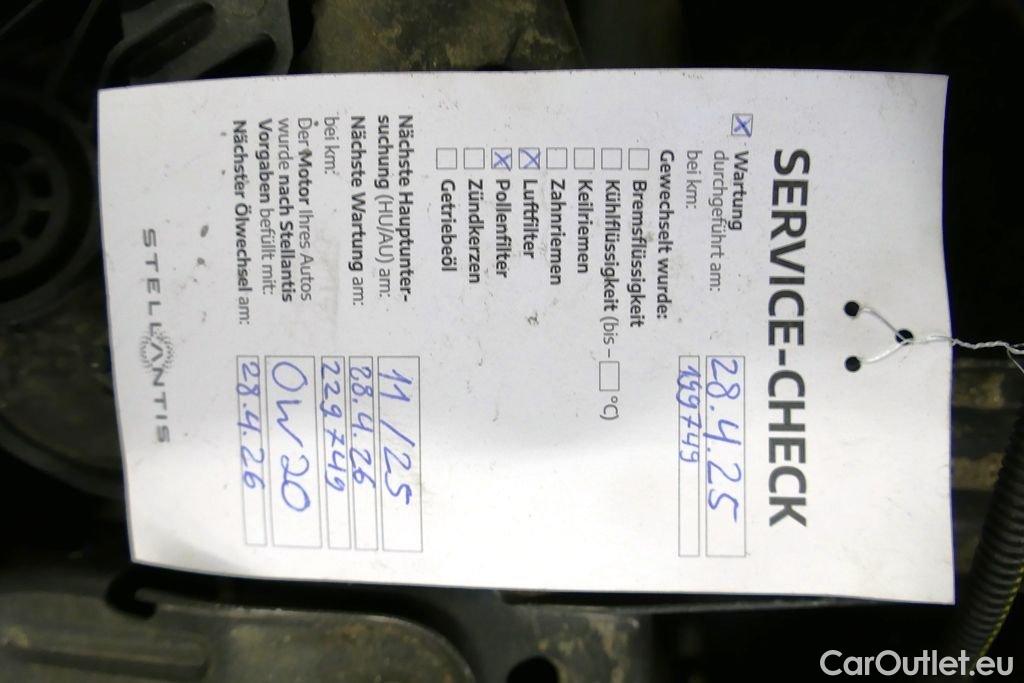 SERVICE-CHECK
☒ Wartung
durchgeführt am: 28.4.25
bei km: 199749
Gewechselt wurde:
☐ Bremsflüssigkeit
☐ Kühlflüssigkeit (bis – ☐ °C)
☐ Keilriemen
☐ Zahnriemen
☒ Luftfilter
☒ Pollenfilter
☐ Zündkerzen
☐ Getriebeöl
Nächste Hauptunter-
suchung (HU/AU) am: 11/25
Nächste Wartung am: 28.4.26
bei km: 229749
Der Motor Ihres Autos
wurde nach Stellantis
Vorgaben befüllt mit: 0W20
Nächster Ölwechsel am: 28.4.26
STELLANTIS
CarOutlet.eu